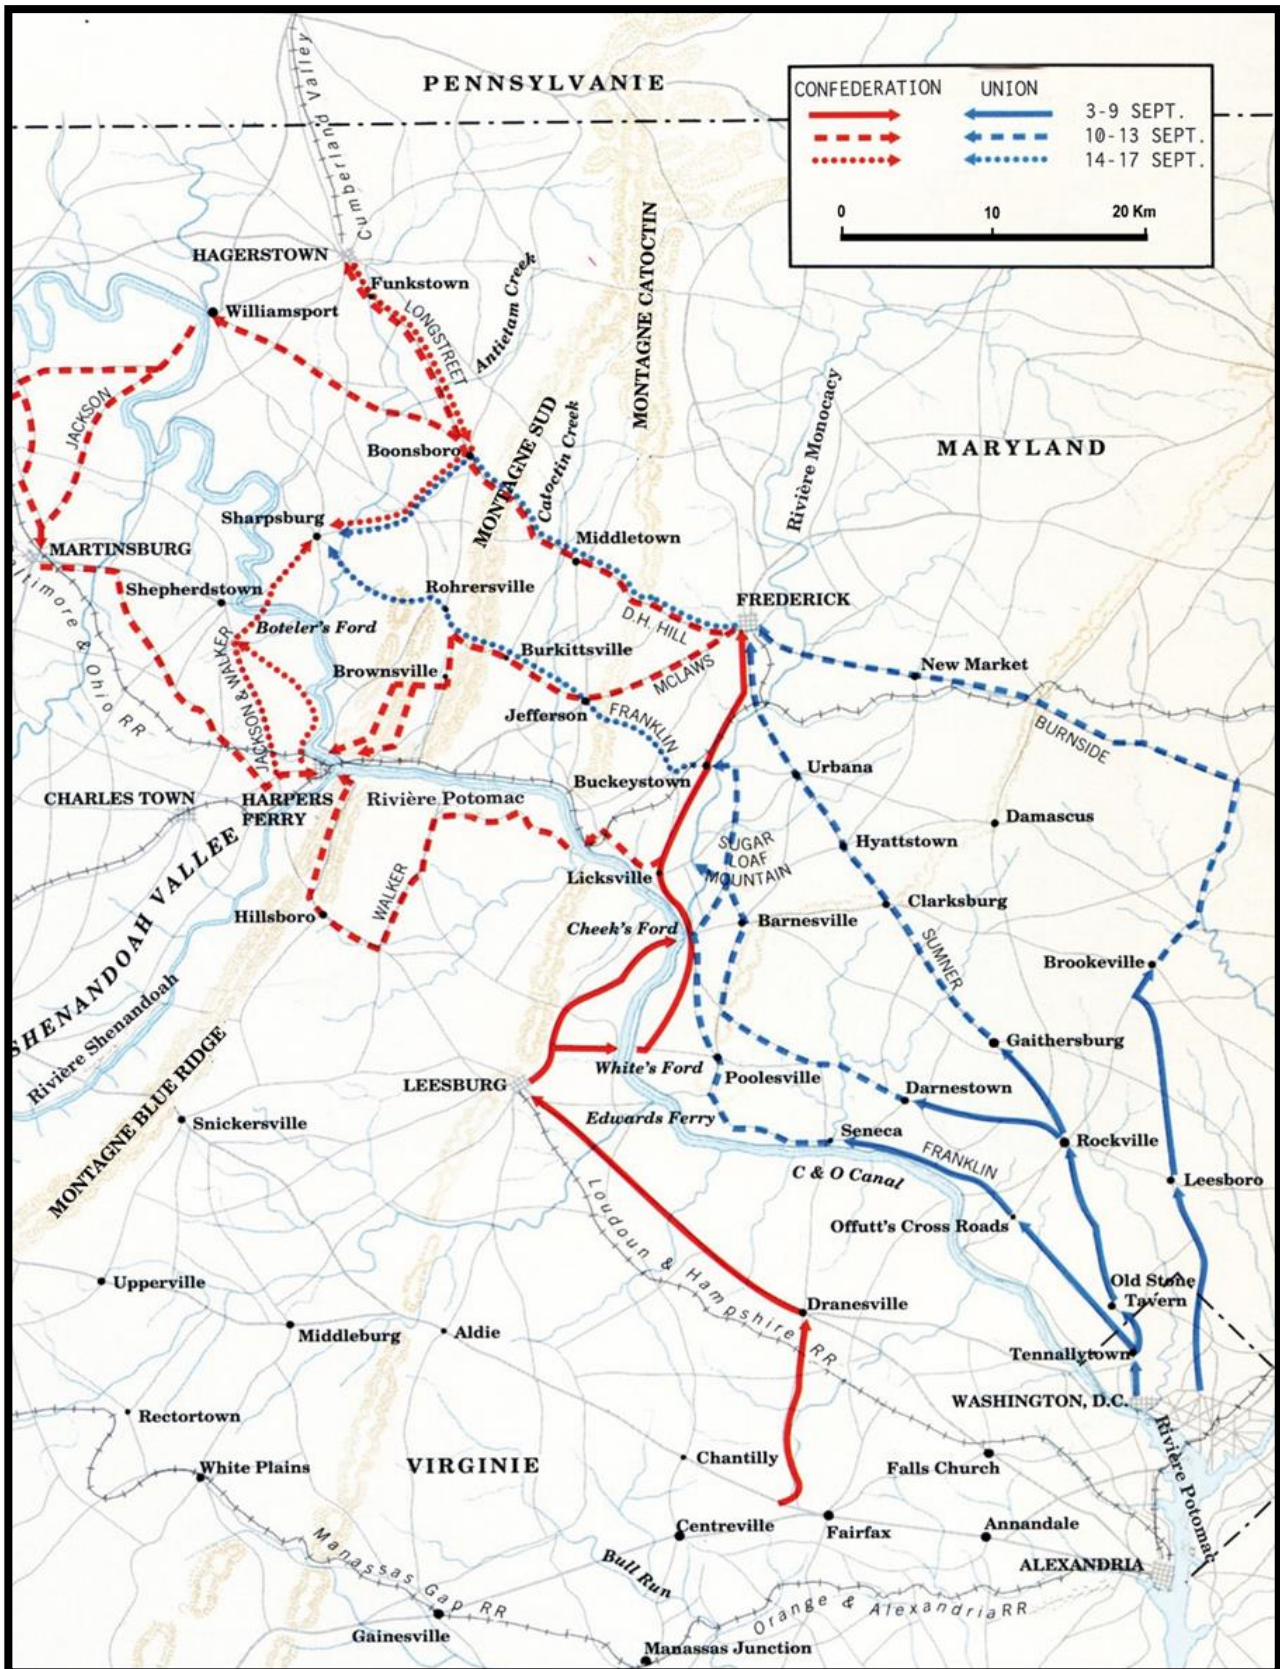 PENNSYLVANIE
CONFEDERATION
UNION
3-9 SEPT.
10-13 SEPT.
14-17 SEPT.
0
10
20 Km
Cumberland Valley
HAGERSTOWN
Funkstown
Williamsport
LONGSTREET
Antietam Creek
MONTAGNE CATOCTIN
JACKSON
Boonsboro
MONTAGNE SUD
Catoctin Creek
Rivière Monocacy
MARYLAND
Sharpsburg
MARTINSBURG
Middletown
Shepherdstown
Rohrersville
FREDERICK
Boteler's Ford
D.H. HILL
Burkittsville
JACKSON & WALKER
Brownsville
MCLAWS
New Market
Jefferson
FRANKLIN
BURNSIDE
Ohio RR
Buckeystown
Urbana
CHARLES TOWN
HARPERS
FERRY
Rivière Potomac
Damascus
Hyattstown
SUGAR
LOAF
MOUNTAIN
Licksville
WALKER
Clarksburg
Hillsboro
Cheek's Ford
Barnesville
SUMNER
Brookeville
SHENANDOAH VALLEE
Rivière Shenandoah
MONTAGNE BLUE RIDGE
Gaithersburg
White's Ford
Poolesville
LEESBURG
Darnestown
Edwards Ferry
Snickersville
Seneca
FRANKLIN
Rockville
C & O Canal
Leesboro
Offutt's Cross Roads
Loudoun & Hampshire RR
Upperville
Old Stone
Tavern
Dranesville
Middleburg
Aldie
Tennallytown
WASHINGTON, D.C.
Rectortown
Rivière Potomac
White Plains
VIRGINIE
Chantilly
Falls Church
Centreville
Fairfax
Annandale
Manassas Gap RR
Bull Run
ALEXANDRIA
Orange & Alexandria RR
Gainesville
Manassas Junction